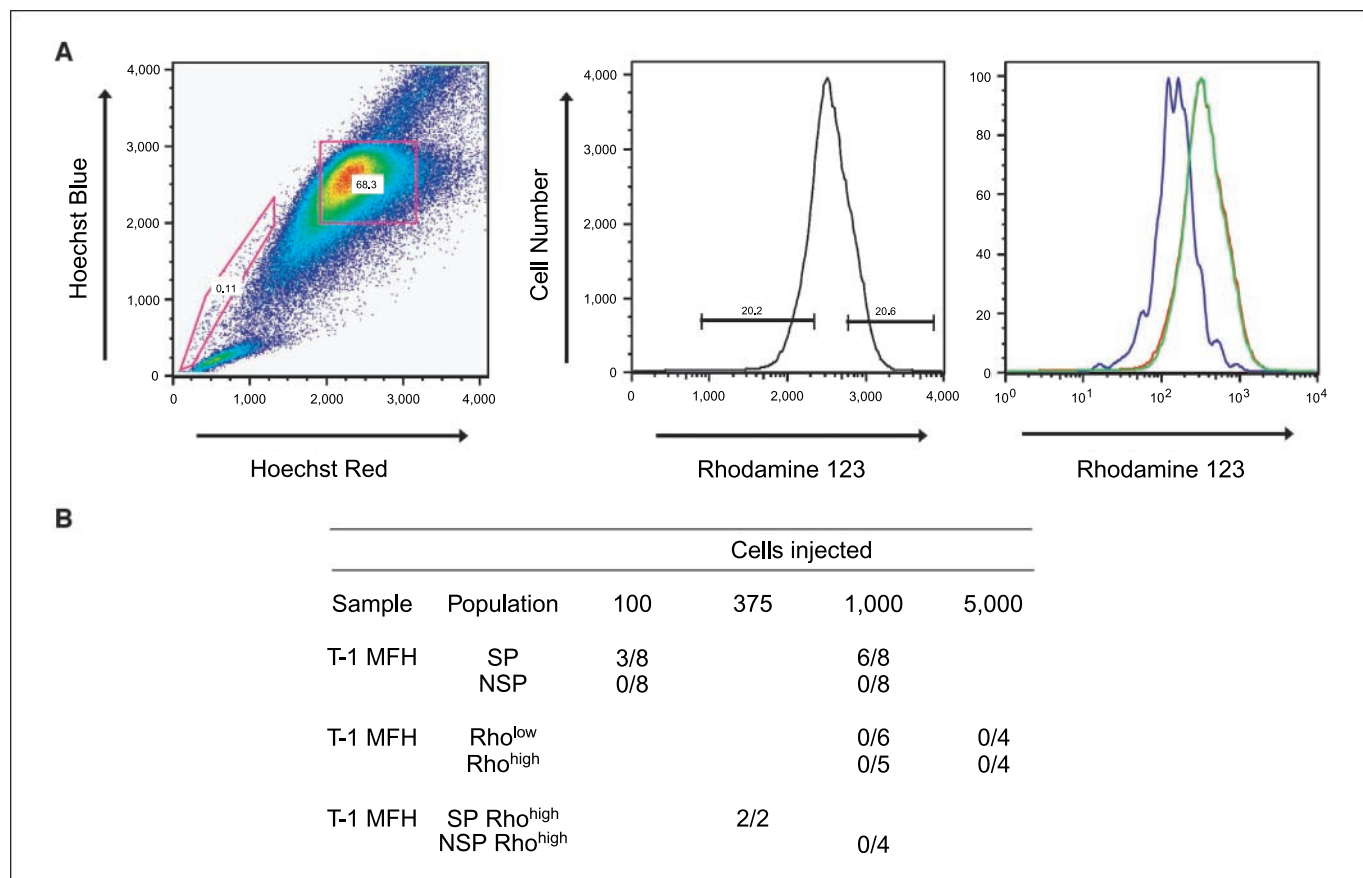 A
Hoechst Blue
4,000
3,000
2,000
1,000
0
68.3
0.11
0 1,000 2,000 3,000 4,000
Hoechst Red
Cell Number
4,000
3,000
2,000
1,000
0
20.2
20.6
0 1,000 2,000 3,000 4,000
Rhodamine 123
100
80
60
40
20
0
10⁰ 10¹ 10² 10³ 10⁴
Rhodamine 123
B
Cells injected
Sample Population 100 375 1,000 5,000
T-1 MFH SP 3/8 6/8
NSP 0/8 0/8
T-1 MFH Rho^low 0/6 0/4
Rho^high 0/5 0/4
T-1 MFH SP Rho^high 2/2
NSP Rho^high 0/4